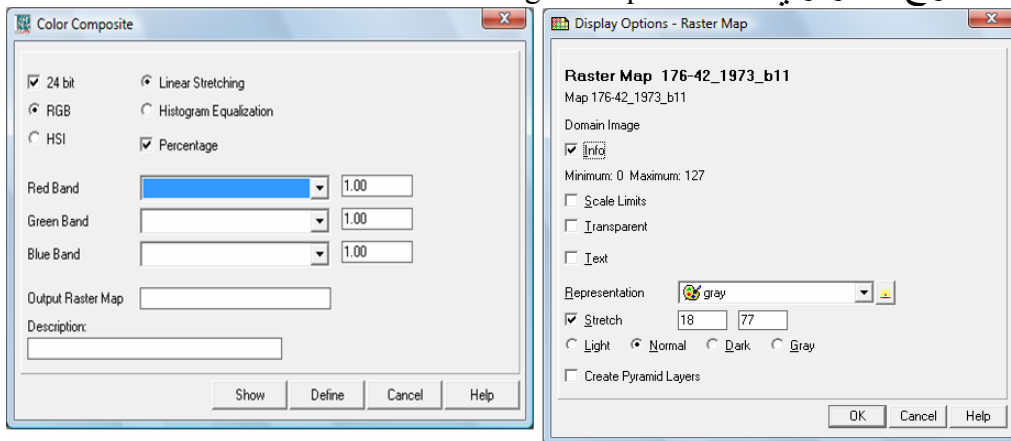 Color Composite
24 bit
Linear Stretching
RGB
Histogram Equalization
HSI
Percentage
Red Band
1.00
Green Band
1.00
Blue Band
1.00
Output Raster Map
Description:
Show Define Cancel Help
Display Options - Raster Map
Raster Map 176-42_1973_b11
Map 176-42_1973_b11
Domain Image
Info
Minimum: 0 Maximum: 127
Scale Limits
Transparent
Text
Representation gray
Stretch 18 77
Light Normal Dark Gray
Create Pyramid Layers
OK Cancel Help